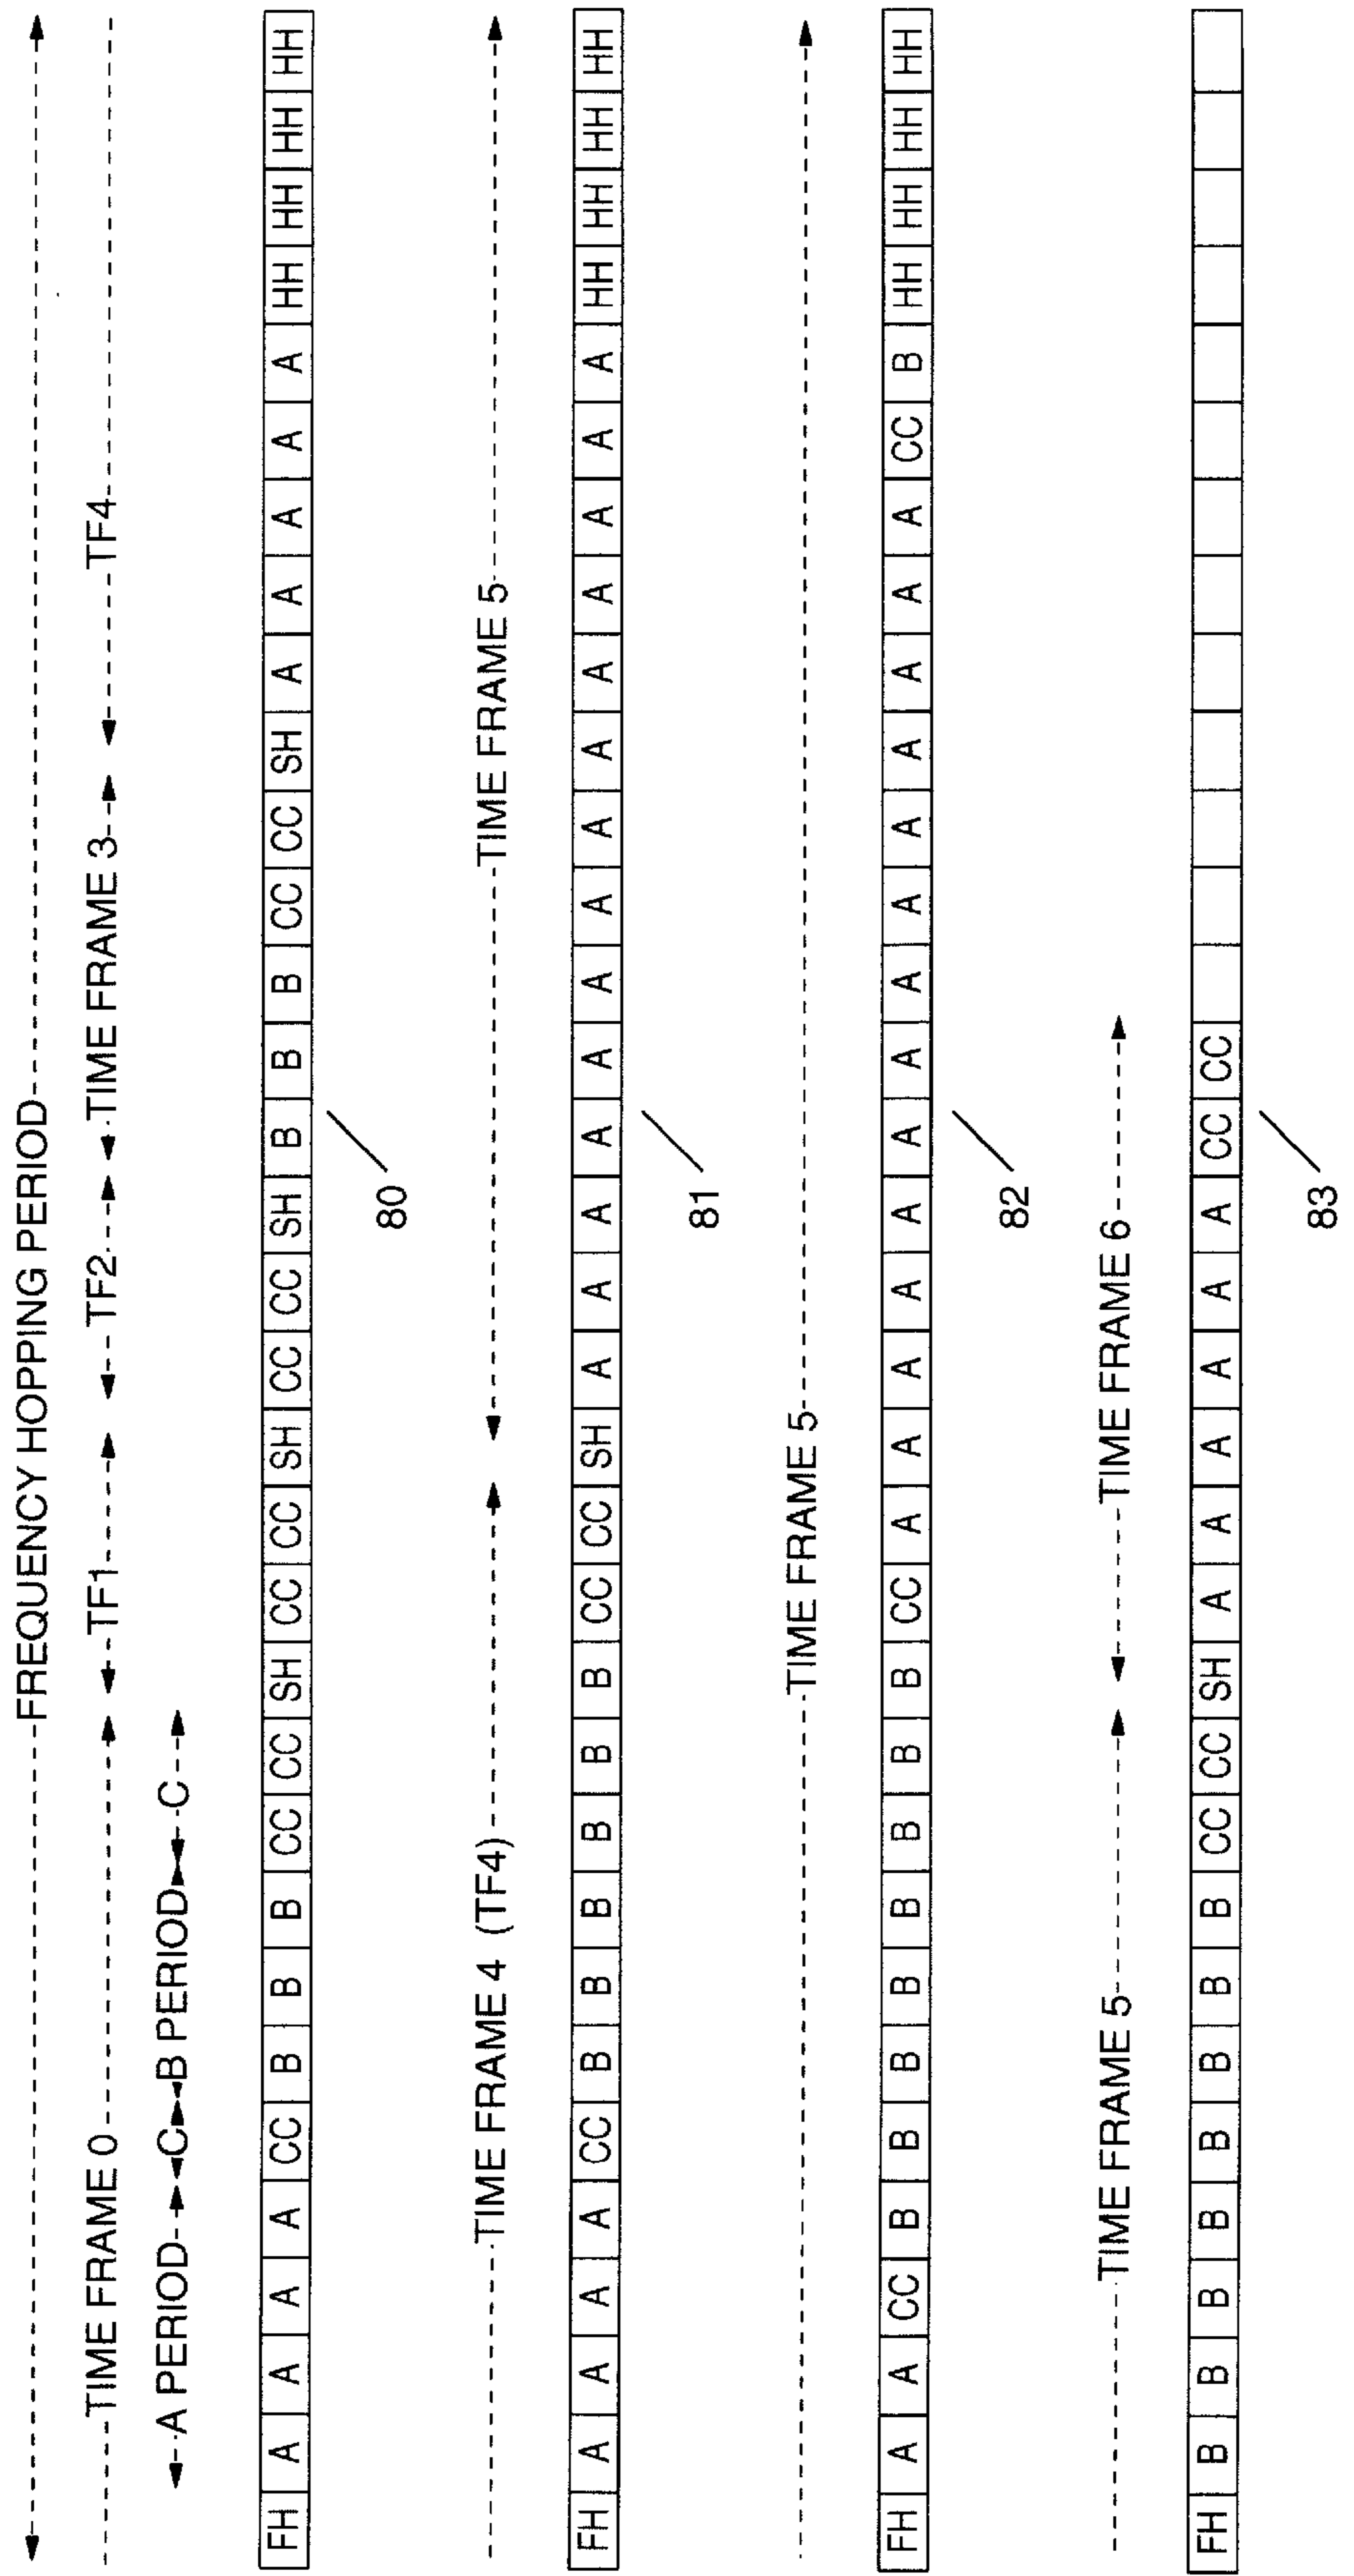 FREQUENCY HOPPING PERIOD
TIME FRAME 0 TF1 TF2 TIME FRAME 3 TF4
A PERIOD C B PERIOD C
FH A A A A CC B B B CC CC SH CC CC SH CC CC SH B B B CC CC SH A A A A A HH HH HH HH
80
TIME FRAME 4 (TF4) TIME FRAME 5
FH A A A A CC B B B B B B CC CC SH A A A A A A A A A A A A A A HH HH HH HH
81
TIME FRAME 5
FH A A CC B B B B B B B B CC A A A A A A A A A A A A A A CC B HH HH HH HH
82
TIME FRAME 5 TIME FRAME 6
FH B B B B B B B B CC CC SH A A A A A A CC CC
83